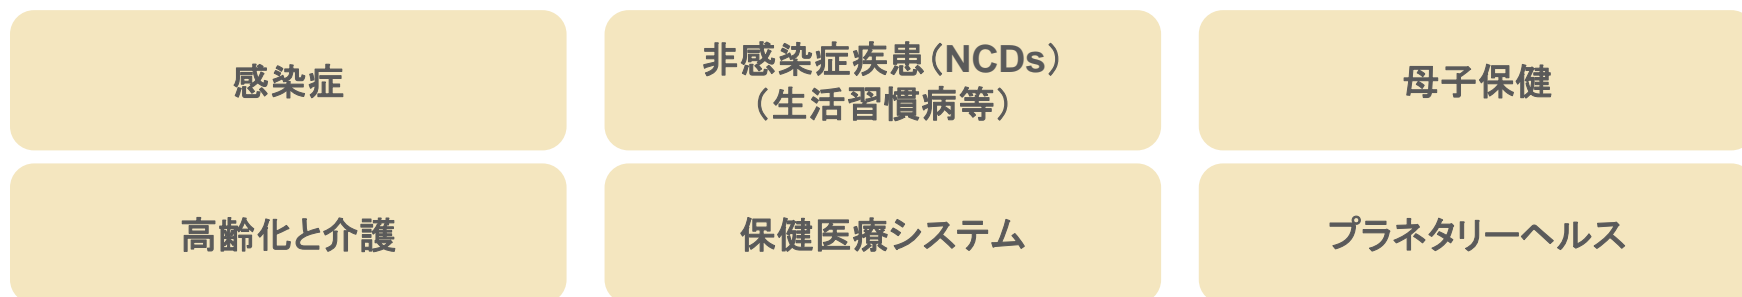 感染症
非感染症疾患（NCDs）
（生活習慣病等）
母子保健
高齢化と介護
保健医療システム
プラネタリーヘルス